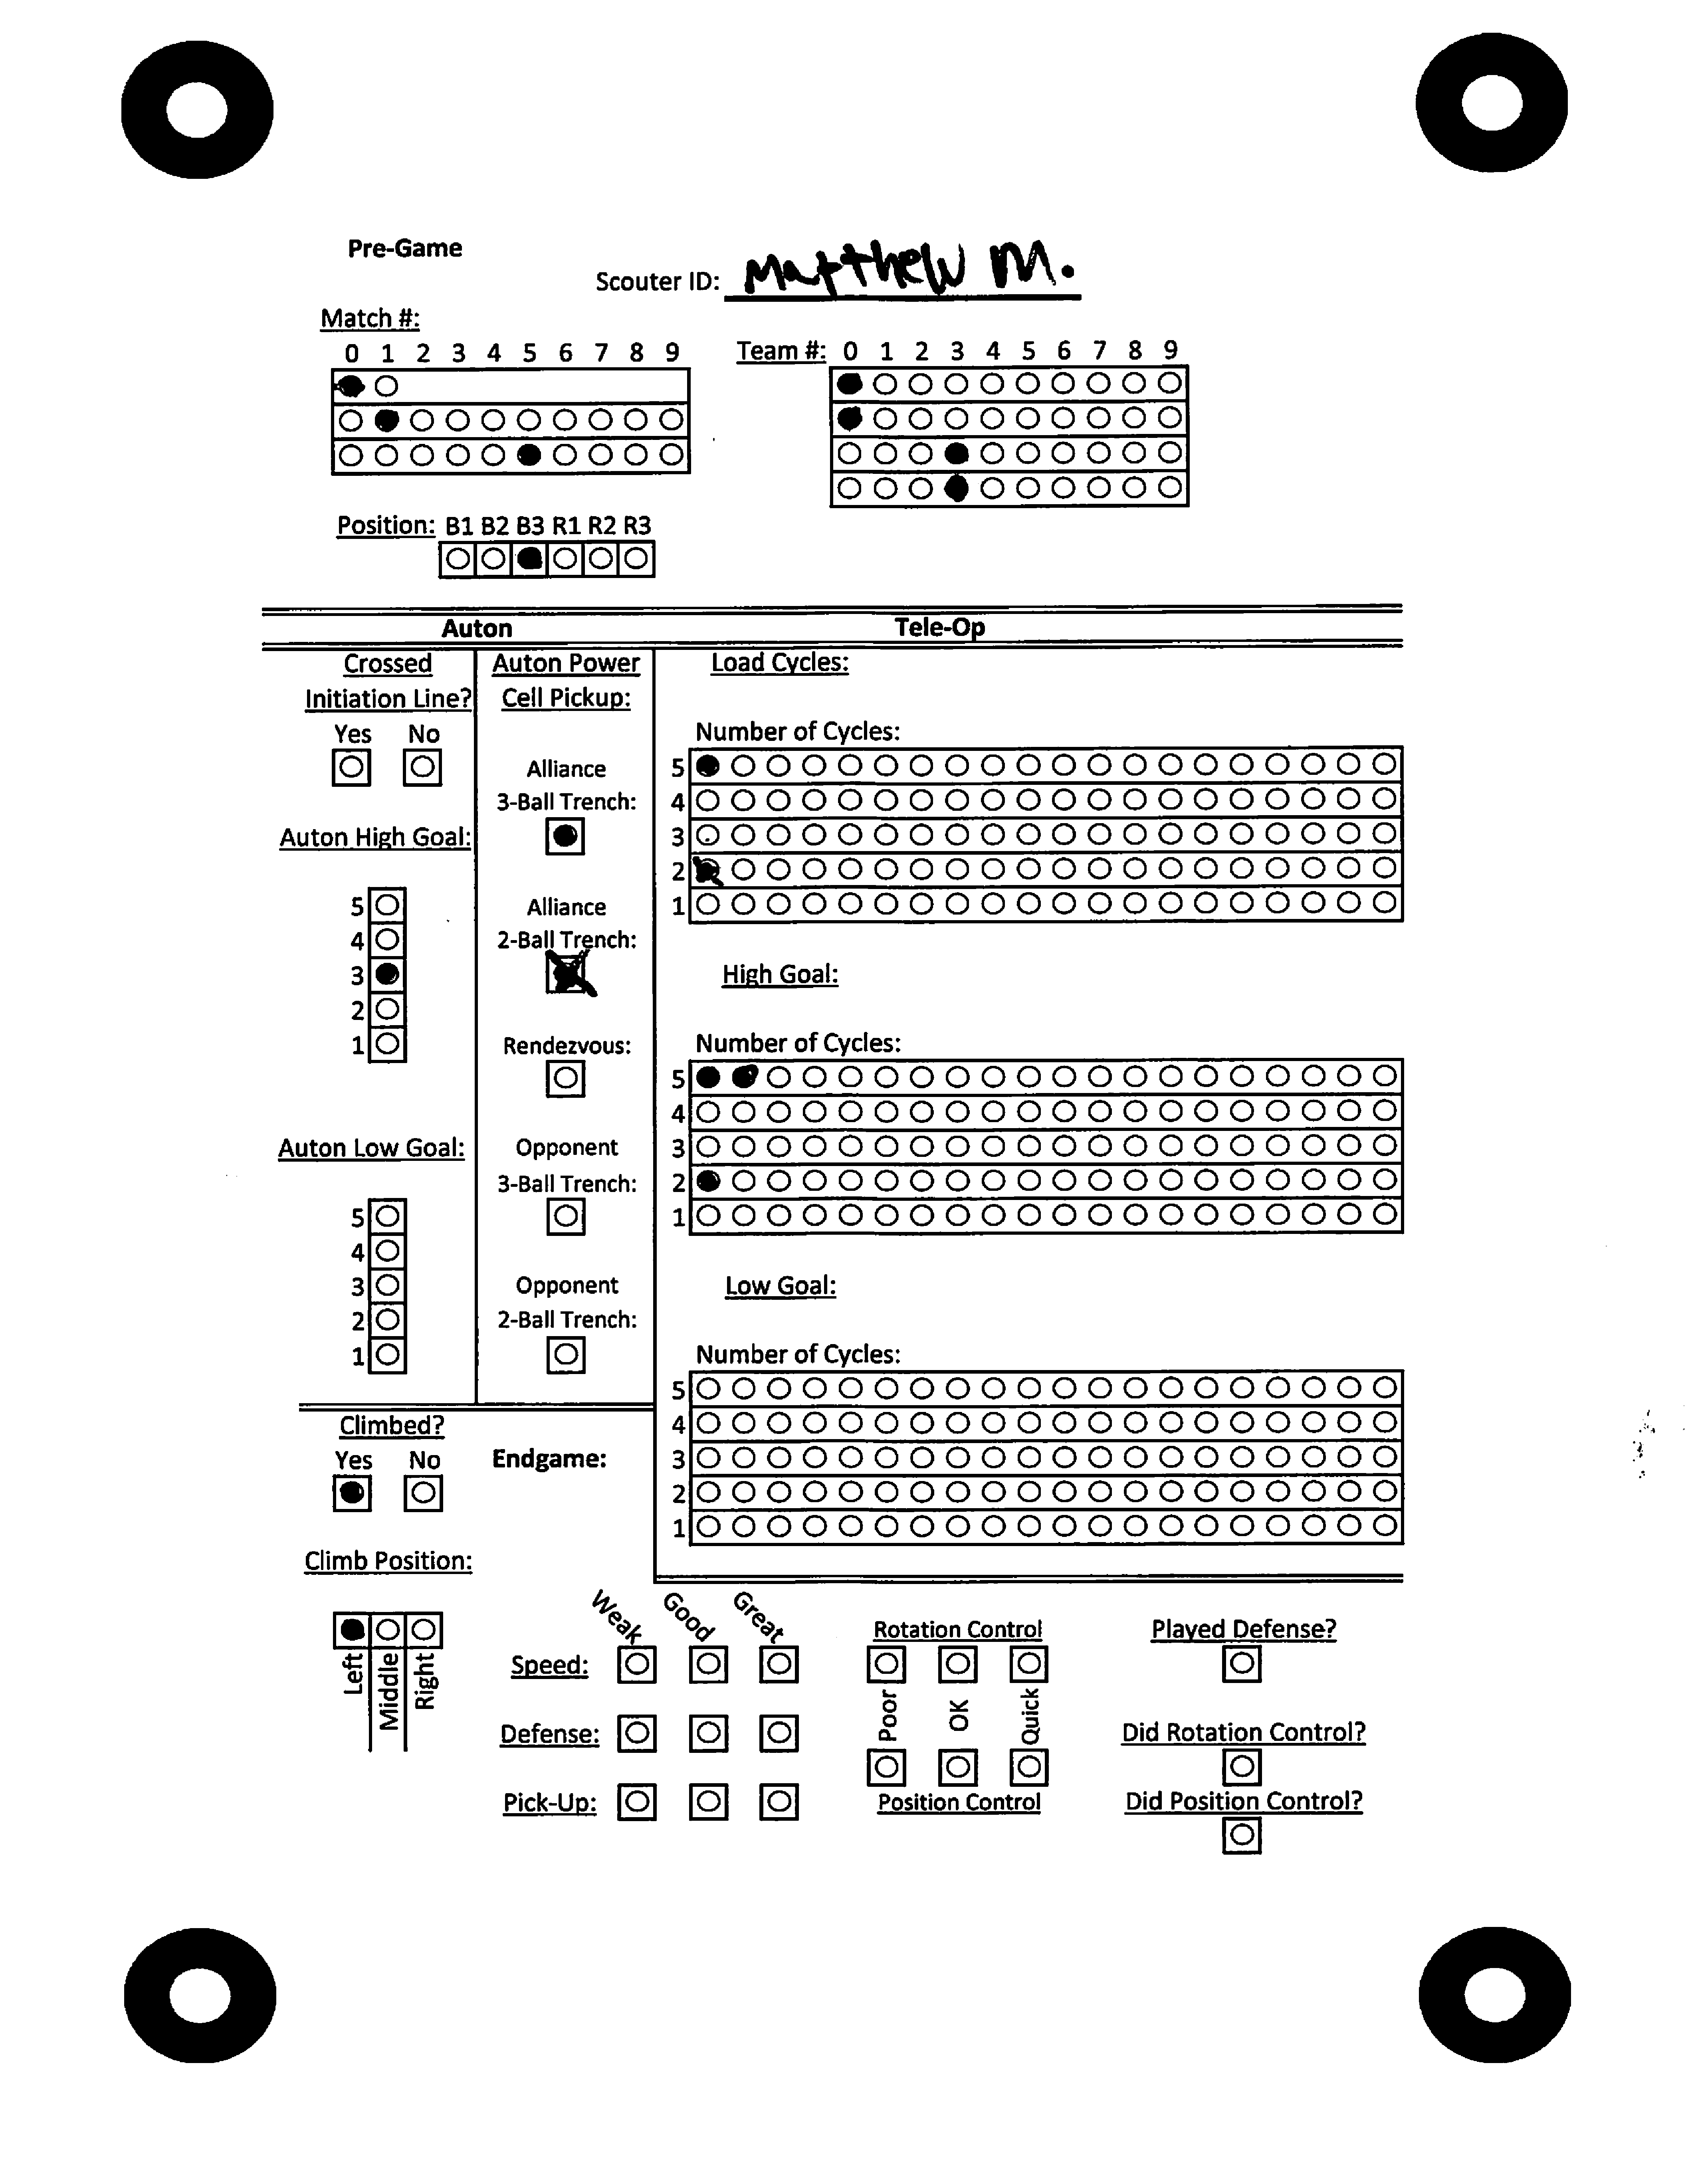 Pre-Game
Scouter ID: Matthew M.
Match #:
0 1 2 3 4 5 6 7 8 9
Team #: 0 1 2 3 4 5 6 7 8 9
Position: B1 B2 B3 R1 R2 R3
Auton
Tele-Op
Crossed
Initiation Line?
Yes No
Auton High Goal:
5
4
3
2
1
Auton Low Goal:
5
4
3
2
1
Auton Power
Cell Pickup:
Alliance
3-Ball Trench:
Alliance
2-Ball Trench:
Rendezvous:
Opponent
3-Ball Trench:
Opponent
2-Ball Trench:
Load Cycles:
Number of Cycles:
5
4
3
2
1
High Goal:
Number of Cycles:
5
4
3
2
1
Low Goal:
Number of Cycles:
5
4
3
2
1
Climbed?
Yes No
Endgame:
Climb Position:
Left
Middle
Right
Weak Good Great
Speed:
Defense:
Pick-Up:
Rotation Control
Poor OK Quick
Position Control
Played Defense?
Did Rotation Control?
Did Position Control?